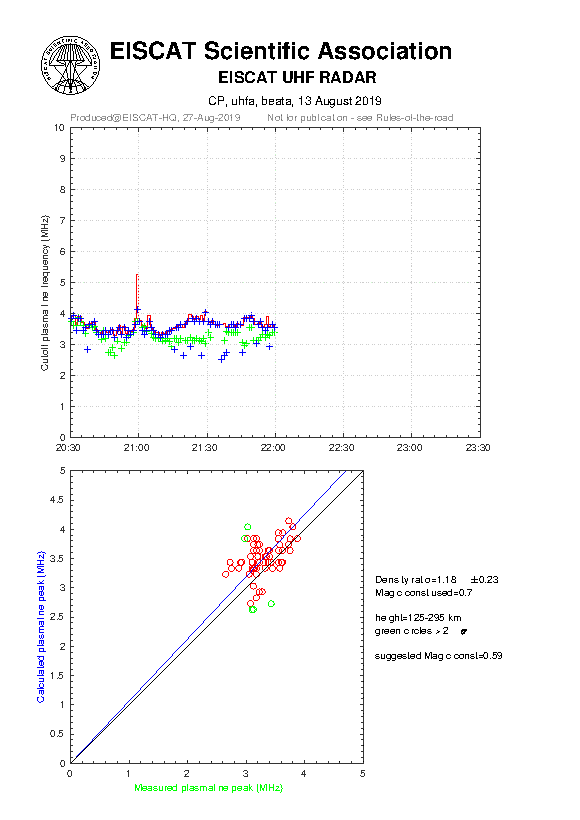 EISCAT Scientific Association
EISCAT UHF RADAR
CP, uhfa, beata, 13 August 2019
Produced@EISCAT-HQ, 27-Aug-2019 Not for publication - see Rules-of-the-road
10
9
8
7
6
5
4
3
2
1
0
Cutoff plasma line frequency (MHz)
20:30 21:00 21:30 22:00 22:30 23:00 23:30
5
4.5
4
3.5
3
2.5
2
1.5
1
0.5
0
Calculated plasmaline peak (MHz)
0 1 2 3 4 5
Measured plasmaline peak (MHz)
Density ratio=1.18 ±0.23
Magic const used=0.7
height=125-295 km
green circles > 2 σ
suggested Magic const=0.59